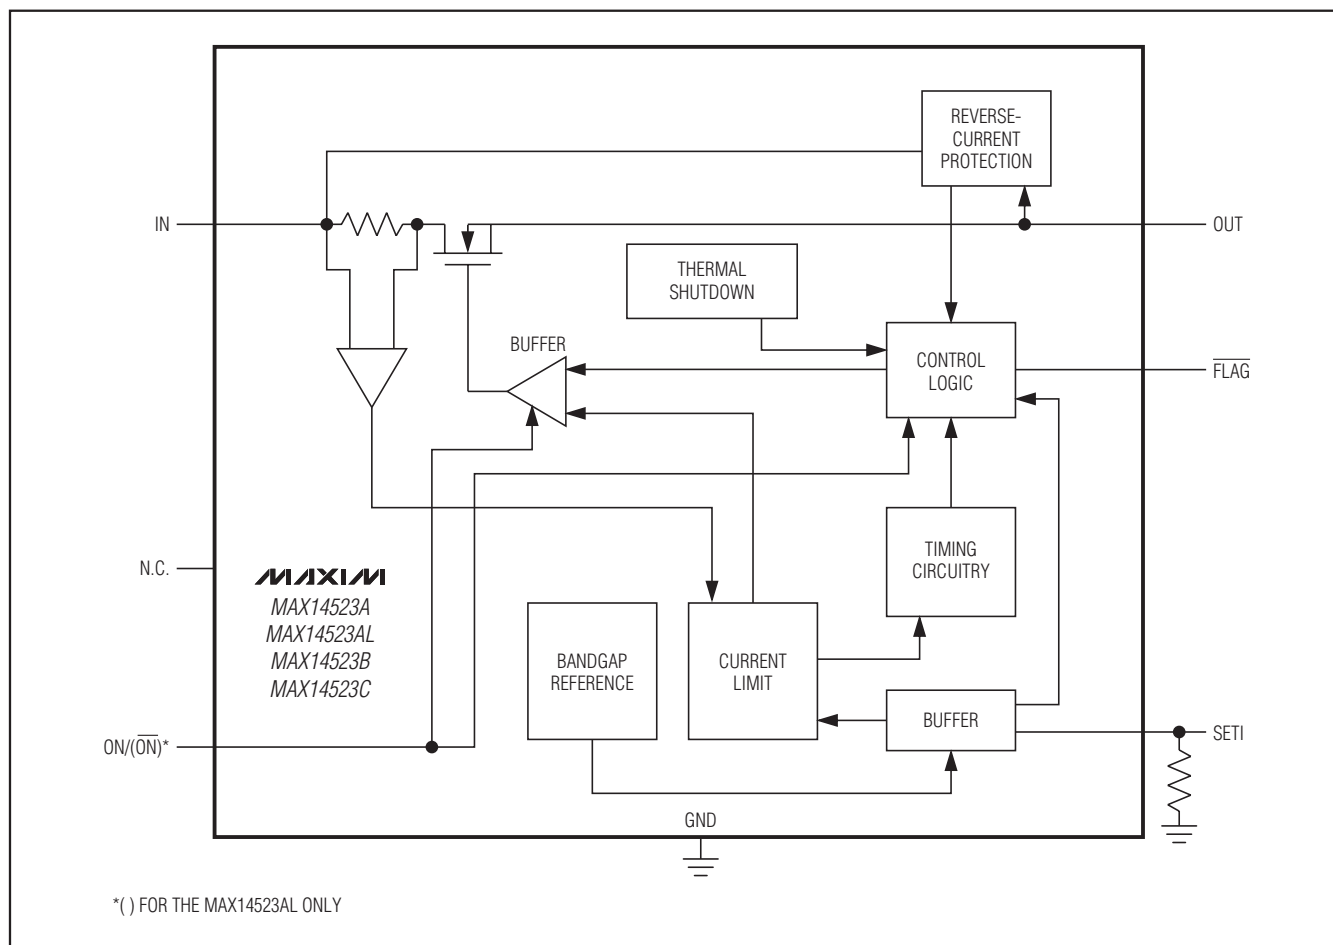 REVERSE-
CURRENT
PROTECTION
IN
OUT
THERMAL
SHUTDOWN
BUFFER
CONTROL
LOGIC
FLAG
TIMING
CIRCUITRY
N.C.
MAXIM
MAX14523A
MAX14523AL
MAX14523B
MAX14523C
BANDGAP
REFERENCE
CURRENT
LIMIT
BUFFER
ON/(ON)*
SETI
GND
*( ) FOR THE MAX14523AL ONLY